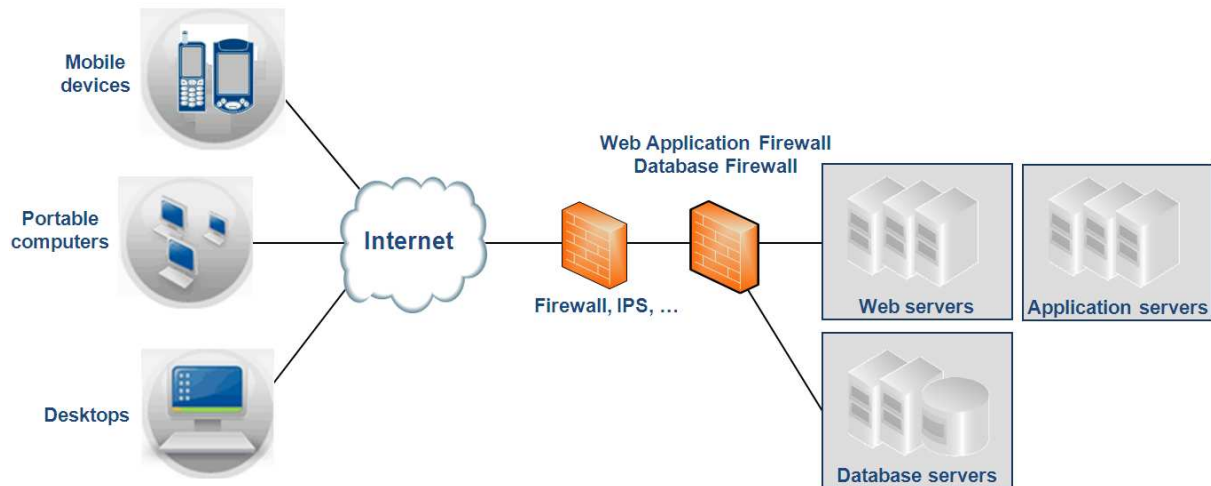 Mobile
devices
Portable
computers
Desktops
Internet
Firewall, IPS, ...
Web Application Firewall
Database Firewall
Web servers
Application servers
Database servers